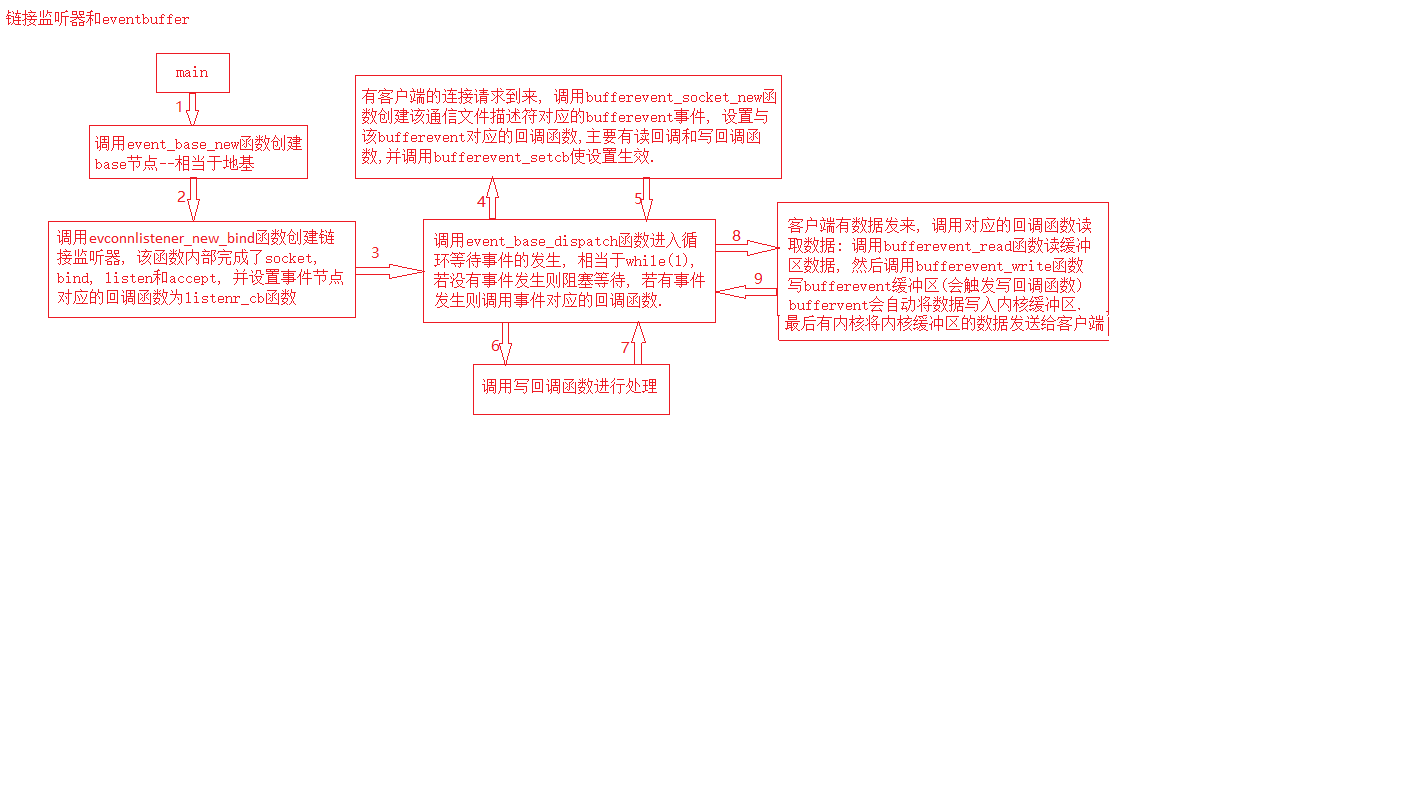 链接监听器和eventbuffer
main
1
调用event_base_new函数创建
base节点--相当于地基
2
调用evconnlistener_new_bind函数创建链
接监听器, 该函数内部完成了socket,
bind, listen和accept, 并设置事件节点
对应的回调函数为listenr_cb函数
3
有客户端的连接请求到来, 调用bufferevent_socket_new函
数创建该通信文件描述符对应的bufferevent事件, 设置与
该bufferevent对应的回调函数,主要有读回调和写回调函
数,并调用bufferevent_setcb使设置生效.
4
5
调用event_base_dispatch函数进入循
环等待事件的发生, 相当于while(1),
若没有事件发生则阻塞等待, 若有事件
发生则调用事件对应的回调函数.
6
7
调用写回调函数进行处理
8
9
客户端有数据发来, 调用对应的回调函数读
取数据: 调用bufferevent_read函数读缓冲
区数据, 然后调用bufferevent_write函数
写bufferevent缓冲区(会触发写回调函数)
buffervent会自动将数据写入内核缓冲区.
最后有内核将内核缓冲区的数据发送给客户端